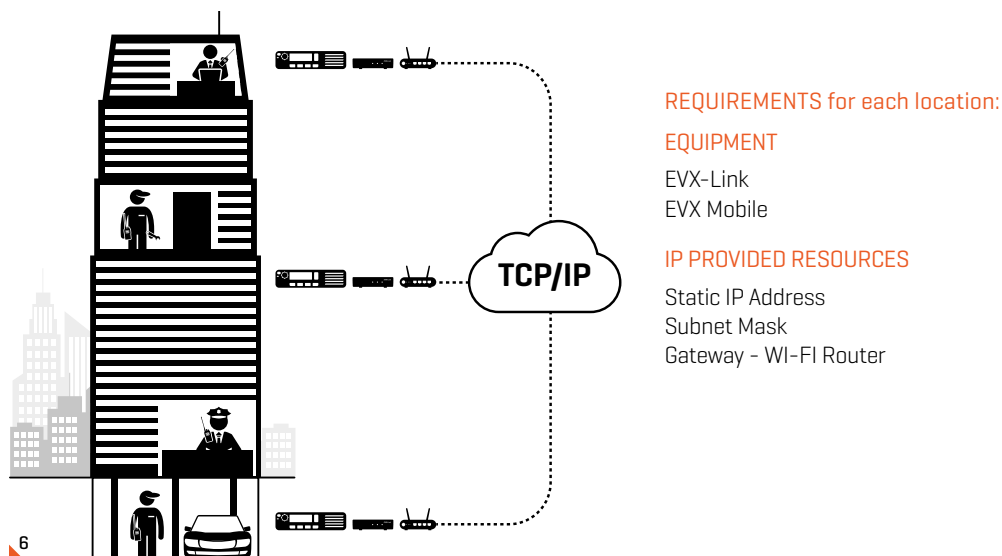 REQUIREMENTS for each location:
EQUIPMENT
EVX-Link
EVX Mobile
TCP/IP
IP PROVIDED RESOURCES
Static IP Address
Subnet Mask
Gateway - WI-FI Router
6